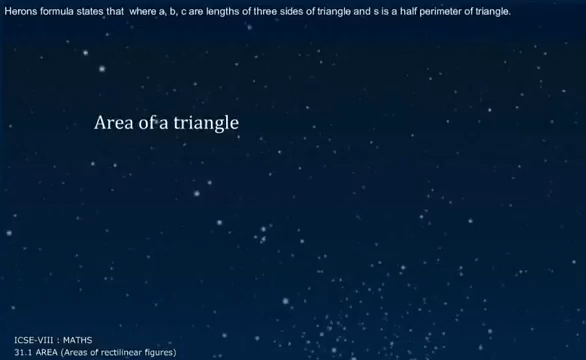 Herons formula states that  where a, b, c are lengths of three sides of triangle and s is a half perimeter of triangle.
Area of a triangle
ICSE-VIII : MATHS
31.1 AREA (Areas of rectilinear figures)